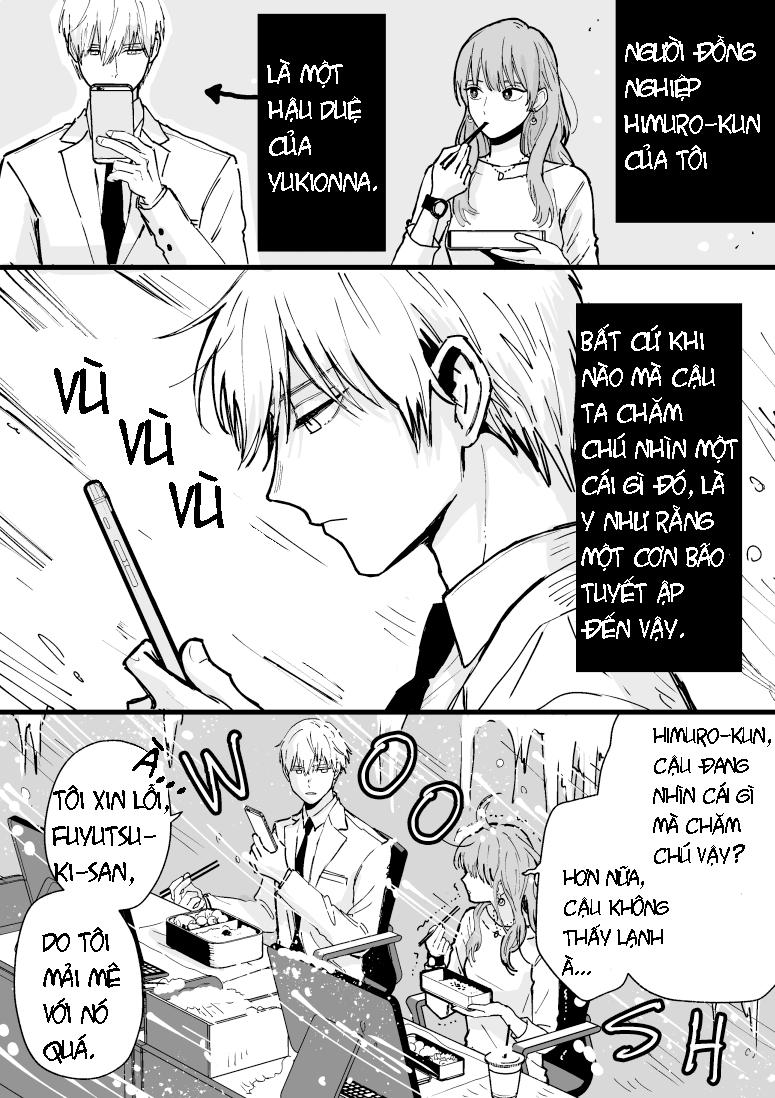 NGƯỜI ĐỒNG
NGHIỆP
HIMURO-KUN
CỦA TÔI
LÀ MỘT
HẬU DUỆ
CỦA
YUKIONNA.
BẤT CỨ KHI
NÀO MÀ CẬU
TA CHĂM
CHÚ NHÌN MỘT
CÁI GÌ ĐÓ, LÀ
Y NHƯ RẰNG
MỘT CƠN BÃO
TUYẾT ẬP
ĐẾN VẬY.
VÙ
VÙ
VÙ
HIMURO-KUN,
CẬU ĐANG
NHÌN CÁI GÌ
MÀ CHĂM
CHÚ VẬY?
HƠN NỮA,
CẬU KHÔNG
THẤY LẠNH
À...
WOOSH
À...
TÔI XIN LỖI,
FUYUTSU-
KI-SAN,
DO TÔI
MẢI MÊ
VỚI NÓ
QUÁ.